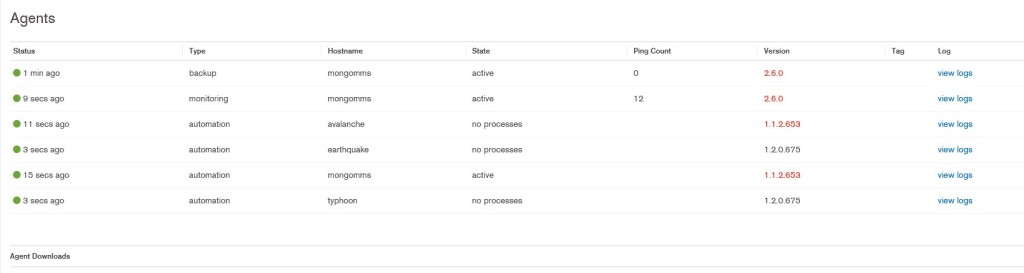 Agents
Status Type Hostname State Ping Count Version Tag Log
1 min ago backup mongomms active 0 2.6.0 view logs
9 secs ago monitoring mongomms active 12 2.6.0 view logs
11 secs ago automation avalanche no processes 1.1.2.653 view logs
3 secs ago automation earthquake no processes 1.2.0.675 view logs
15 secs ago automation mongomms active 1.1.2.653 view logs
3 secs ago automation typhoon no processes 1.2.0.675 view logs
Agent Downloads